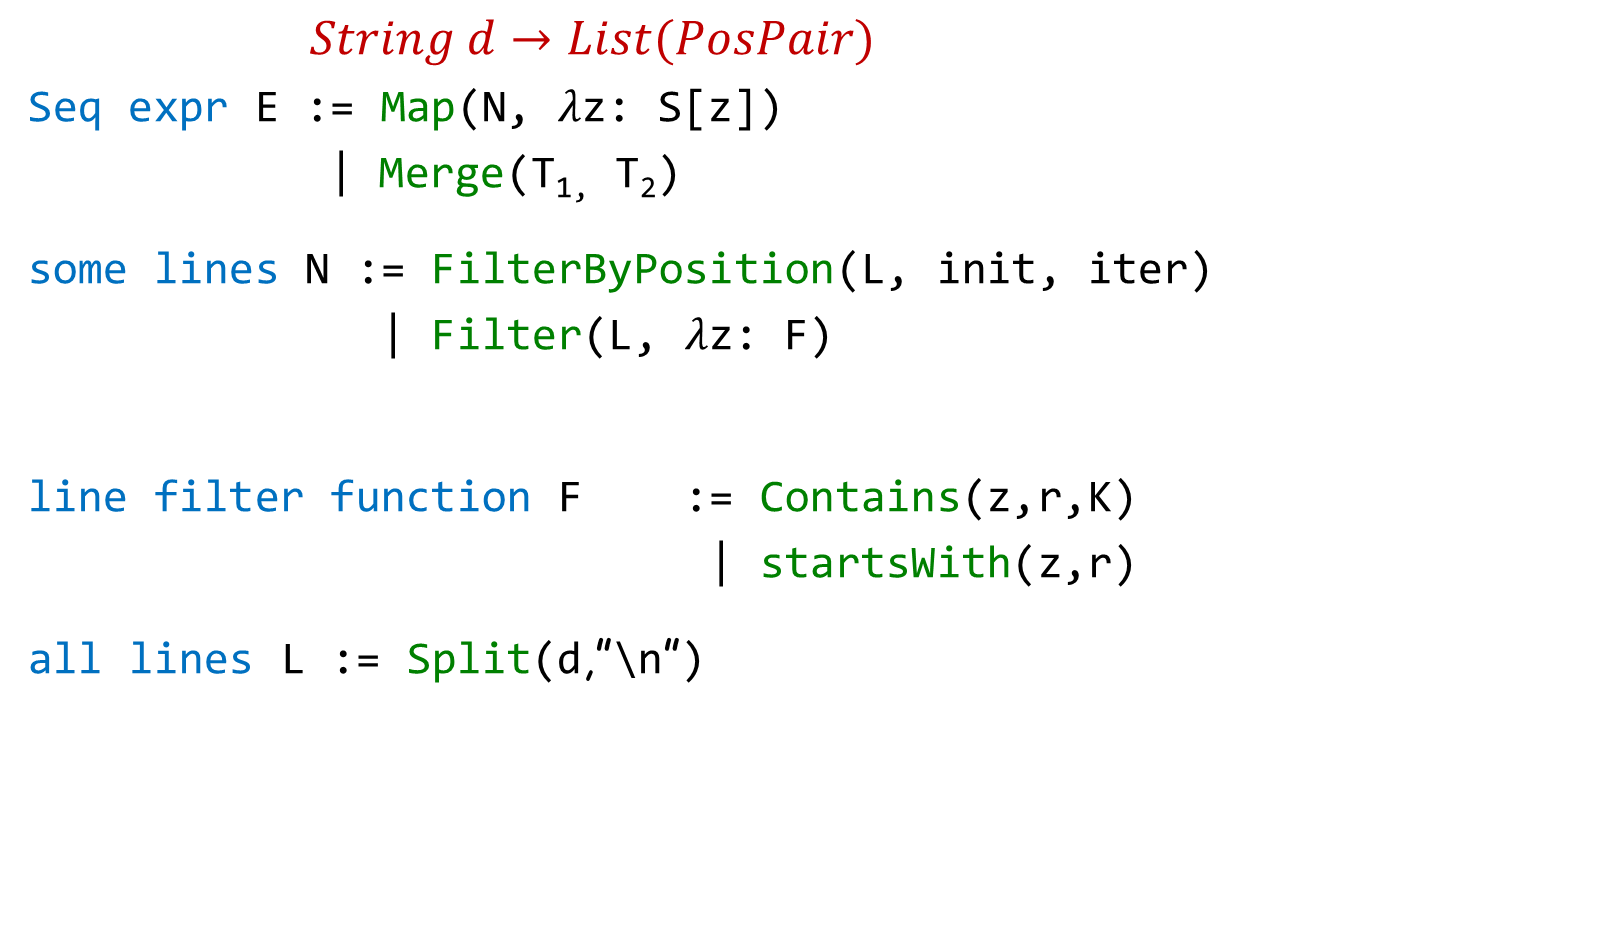 String d → List(PosPair)
Seq expr E := Map(N, λz: S[z])
| Merge(T₁, T₂)
some lines N := FilterByPosition(L, init, iter)
| Filter(L, λz: F)
line filter function F := Contains(z,r,K)
| startsWith(z,r)
all lines L := Split(d,"\n")